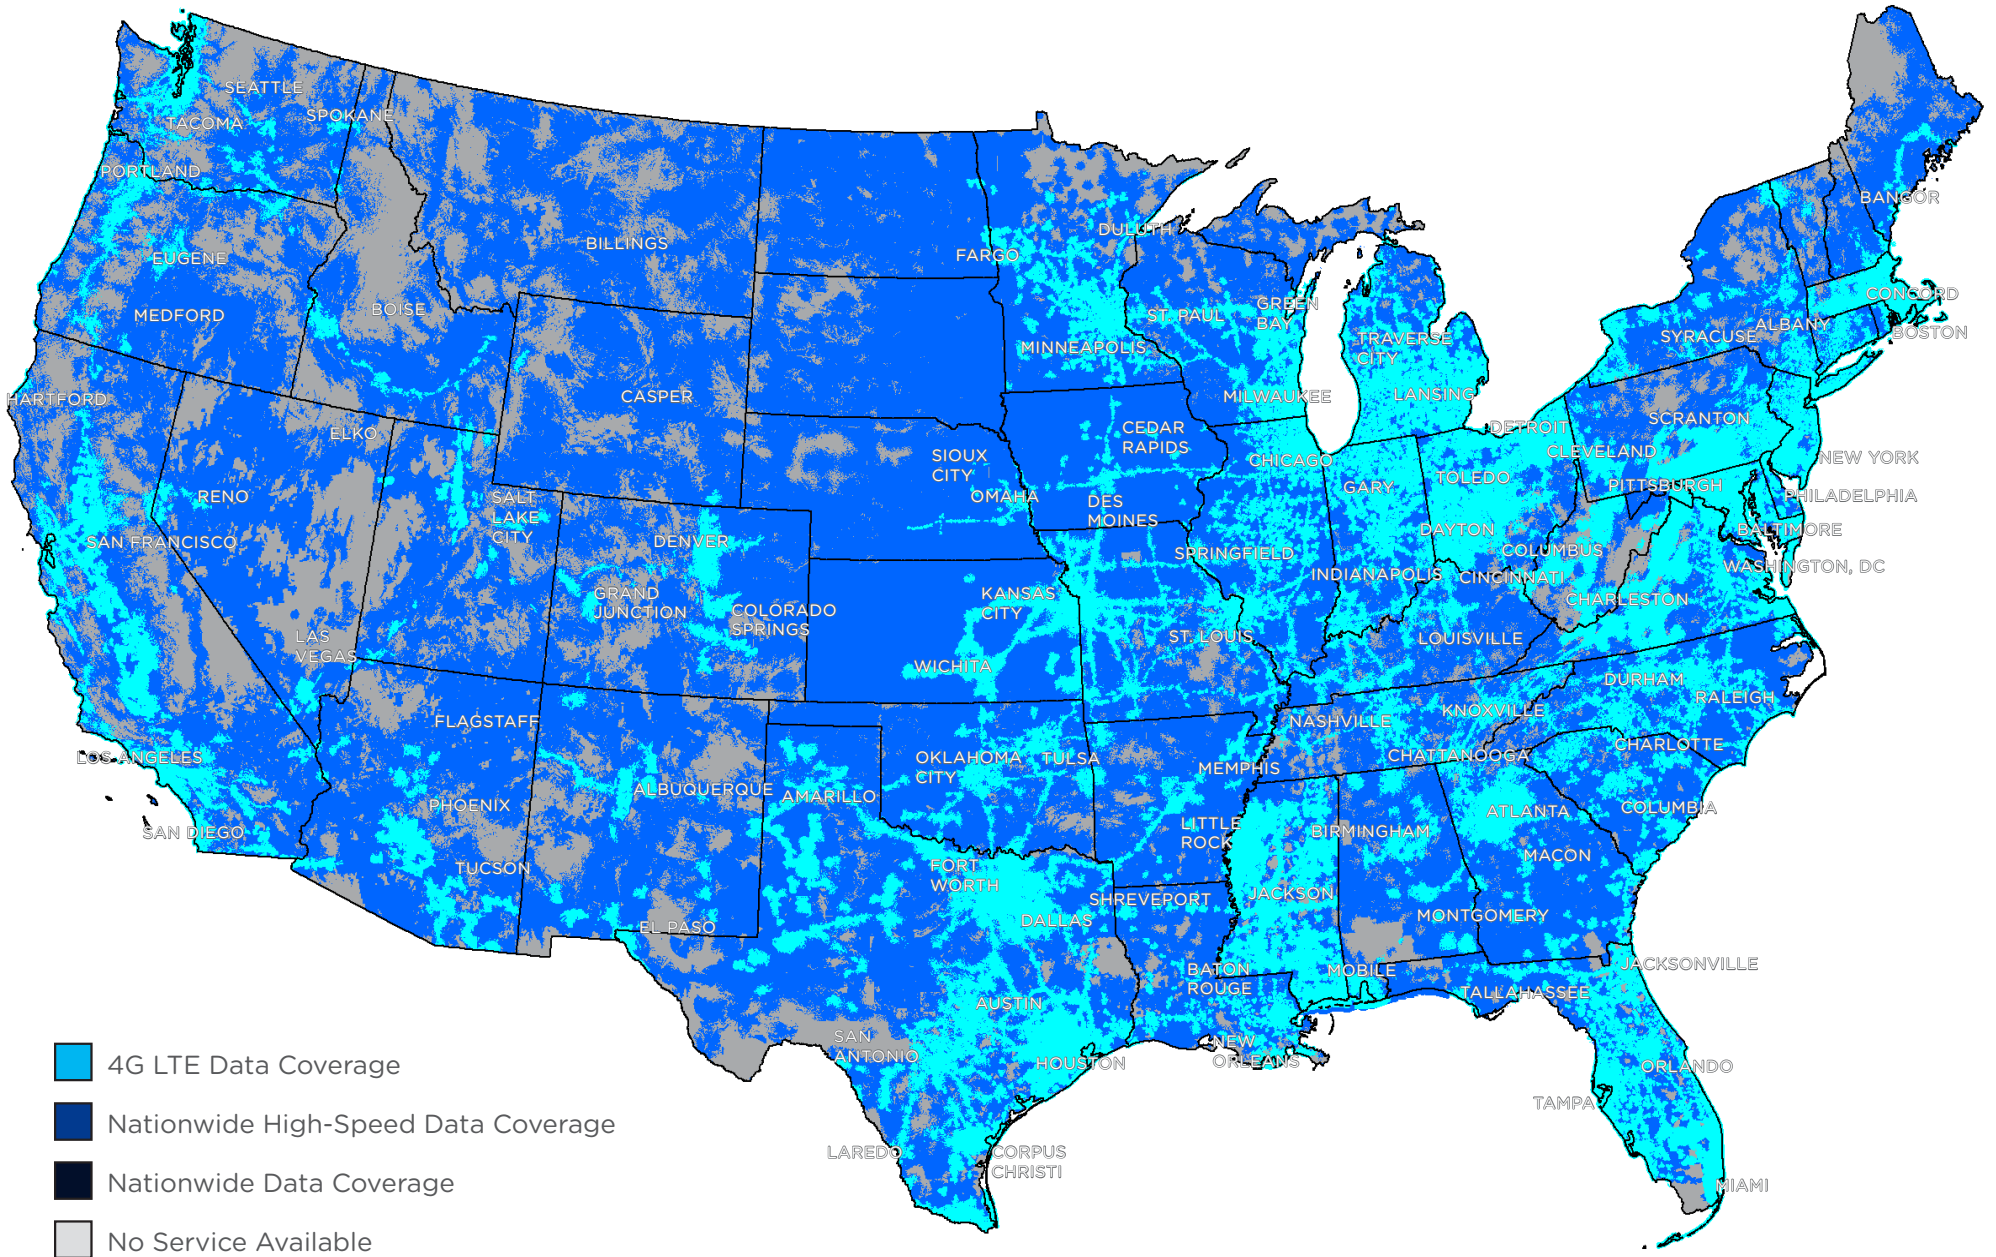 SEATTLE
SPOKANE
TACOMA
PORTLAND
BANGOR
DULUTH
BILLINGS
FARGO
EUGENE
CONCORD
GREEN
BAY
BOISE
MEDFORD
ST. PAUL
ALBANY
BOSTON
SYRACUSE
TRAVERSE
CITY
MINNEAPOLIS
HARTFORD
CASPER
MILWAUKEE
LANSING
SCRANTON
ELKO
CEDAR
RAPIDS
DETROIT
CLEVELAND
SIOUX
CITY
CHICAGO
NEW YORK
TOLEDO
GARY
PITTSBURGH
RENO
SALT
LAKE
CITY
OMAHA
DES
MOINES
PHILADELPHIA
DAYTON
BALTIMORE
SAN FRANCISCO
DENVER
SPRINGFIELD
COLUMBUS
WASHINGTON, DC
INDIANAPOLIS
CINCINNATI
GRAND
JUNCTION
KANSAS
CITY
CHARLESTON
COLORADO
SPRINGS
LAS
VEGAS
ST. LOUIS
LOUISVILLE
WICHITA
DURHAM
RALEIGH
FLAGSTAFF
NASHVILLE
KNOXVILLE
CHARLOTTE
LOS ANGELES
OKLAHOMA
CITY
TULSA
MEMPHIS
CHATTANOOGA
ALBUQUERQUE
AMARILLO
PHOENIX
COLUMBIA
ATLANTA
SAN DIEGO
LITTLE
ROCK
BIRMINGHAM
MACON
TUCSON
FORT
WORTH
JACKSON
SHREVEPORT
DALLAS
MONTGOMERY
EL PASO
JACKSONVILLE
BATON
ROUGE
MOBILE
TALLAHASSEE
AUSTIN
SAN
ANTONIO
NEW
ORLEANS
HOUSTON
ORLANDO
TAMPA
LAREDO
CORPUS
CHRISTI
MIAMI
4G LTE Data Coverage
Nationwide High-Speed Data Coverage
Nationwide Data Coverage
No Service Available